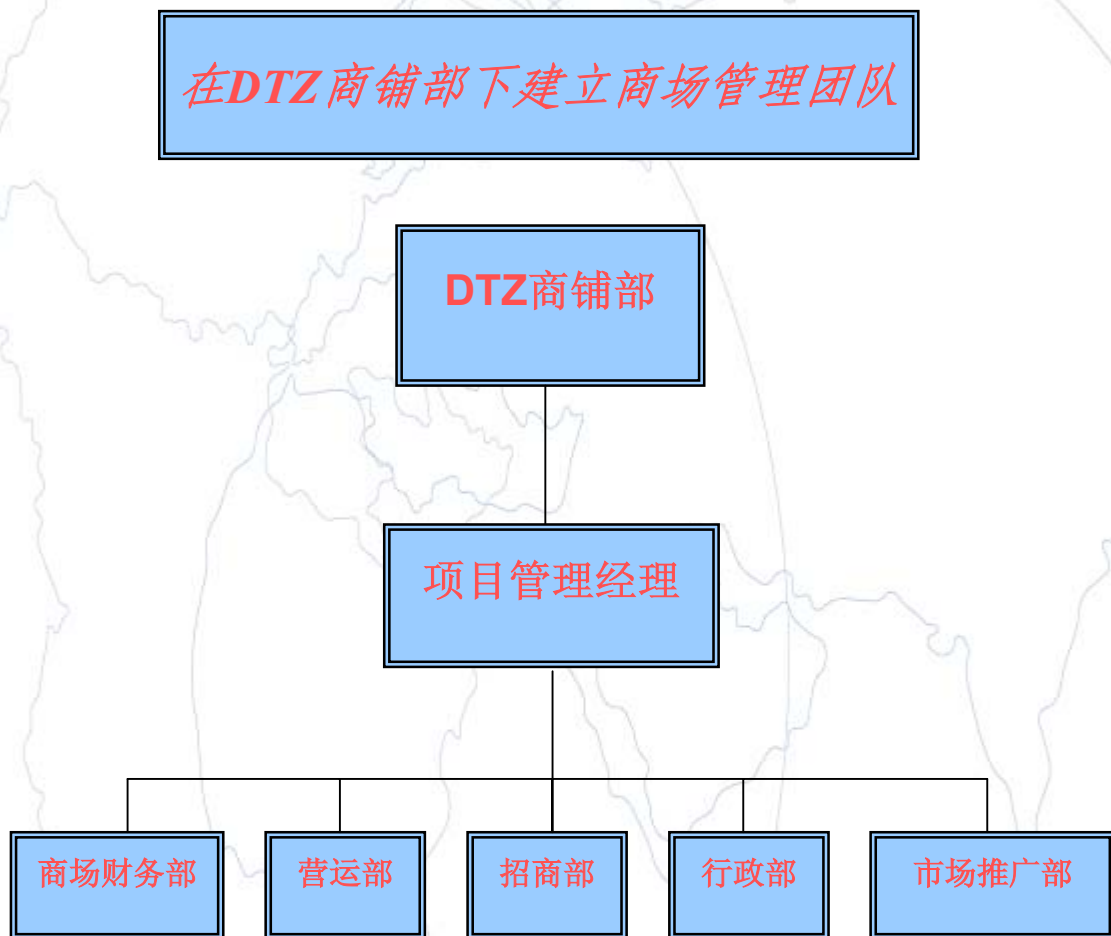 在DTZ商铺部下建立商场管理团队
DTZ商铺部
项目管理经理
商场财务部
营运部
招商部
行政部
市场推广部